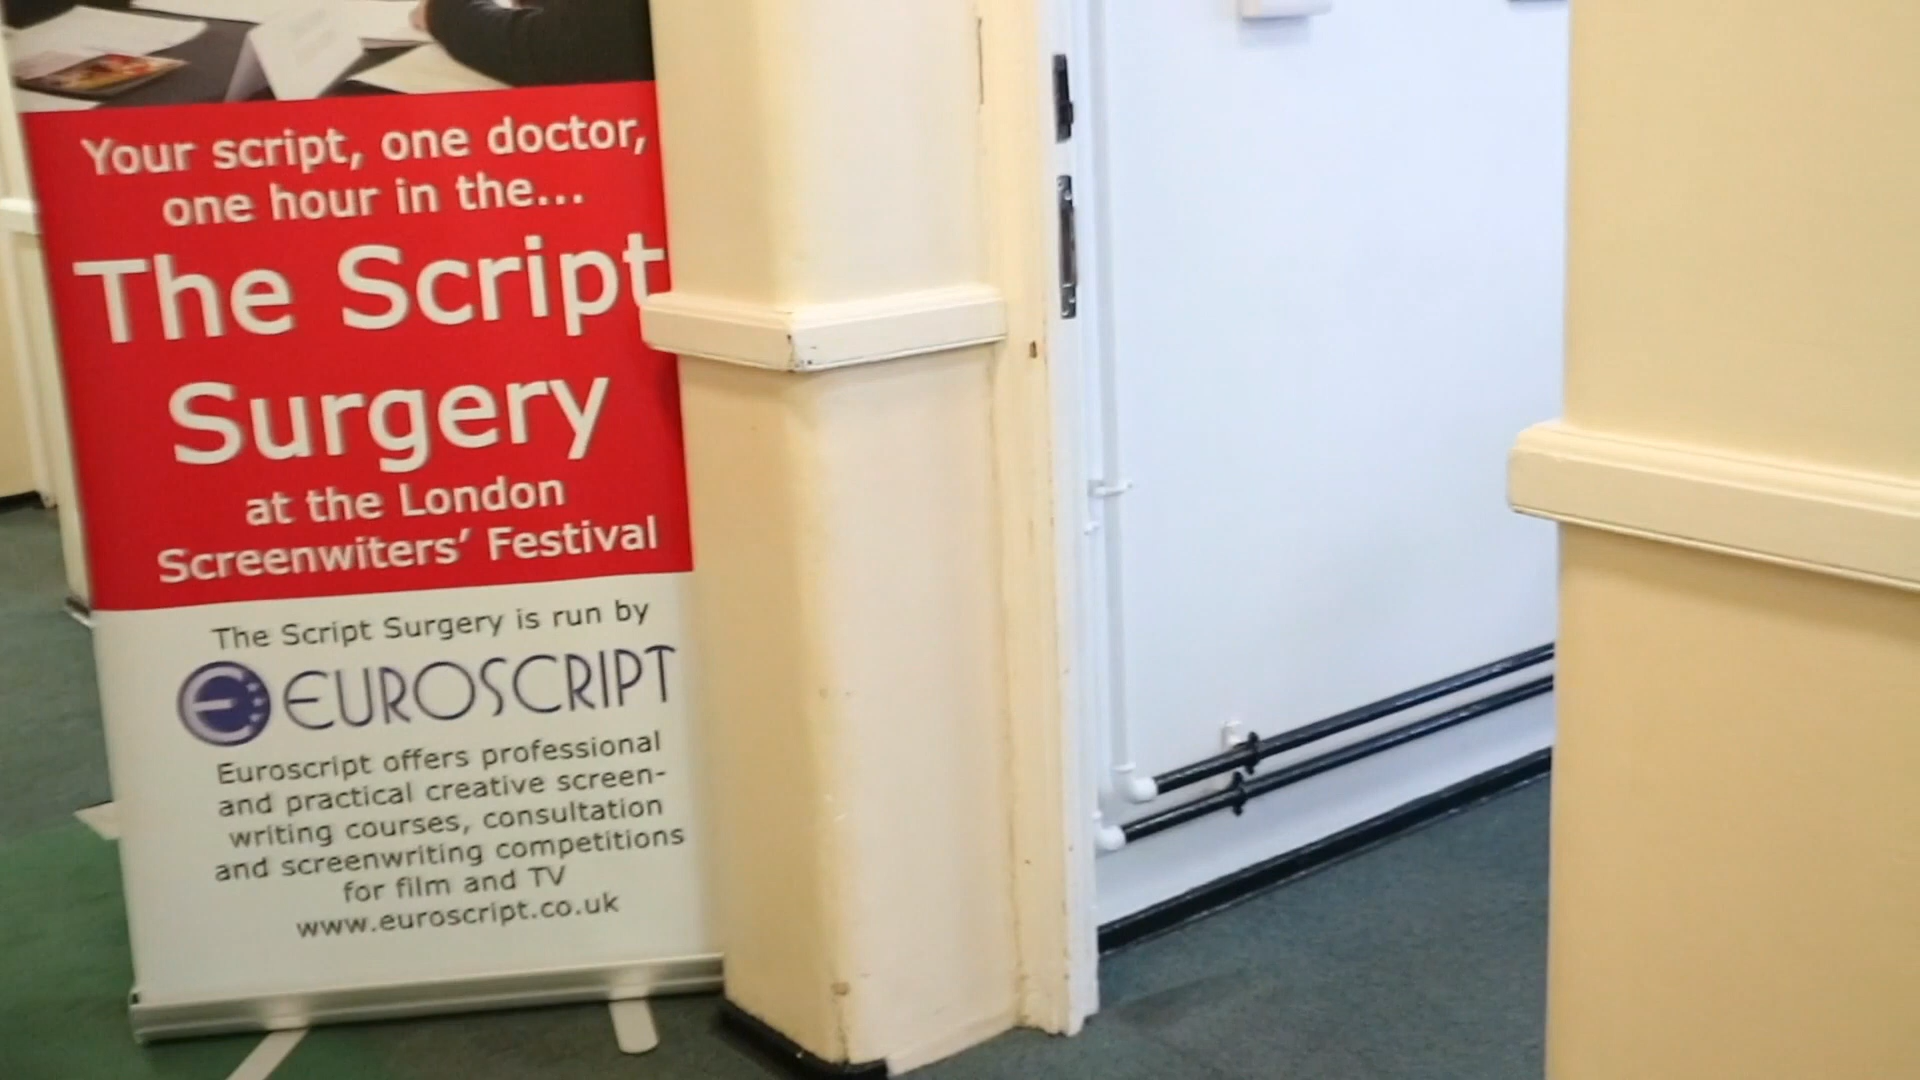 Your script, one doctor,
one hour in the...
The Script
Surgery
at the London
Screenwiters’ Festival
The Script Surgery is run by
EUROSCRIPT
Euroscript offers professional
and practical creative screen-
writing courses, consultation
and screenwriting competitions
for film and TV
www.euroscript.co.uk